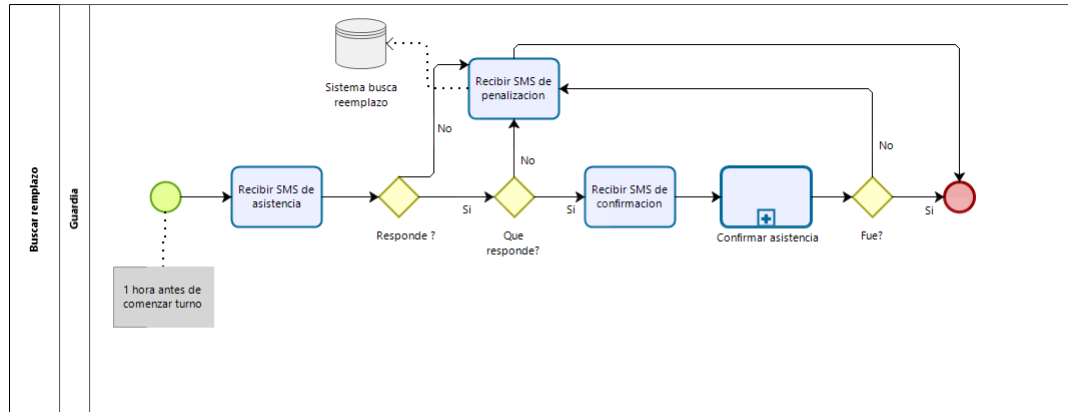 Buscar remplazo
Guardia
Sistema busca
reemplazo
Recibir SMS de
penalizacion
No
No
No
Recibir SMS de
asistencia
Responde ?
Si
Que
responde?
Si
Recibir SMS de
confirmacion
Confirmar asistencia
Fue?
Si
1 hora antes de
comenzar turno